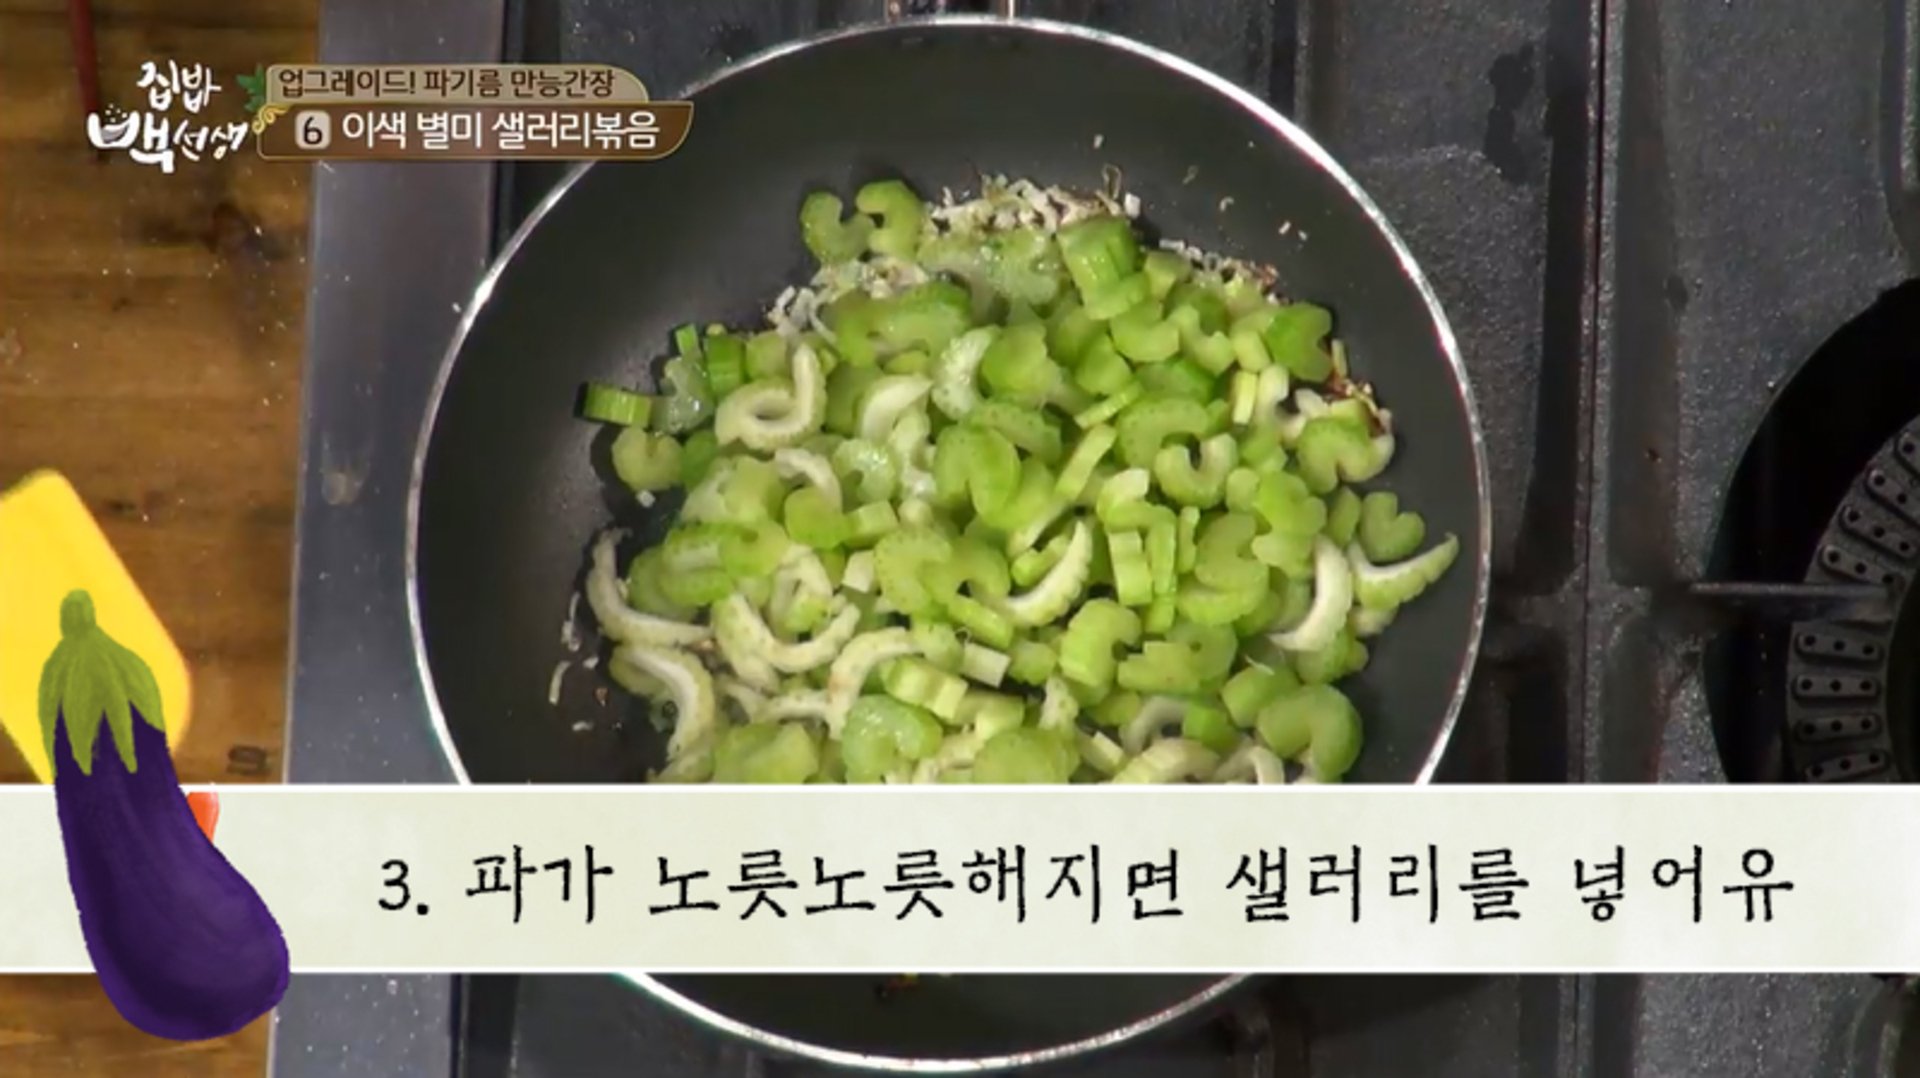 집밥
백선생
업그레이드! 파기름 만능간장
6 이색 별미 샐러리볶음
3. 파가 노릇노릇해지면 샐러리를 넣어유